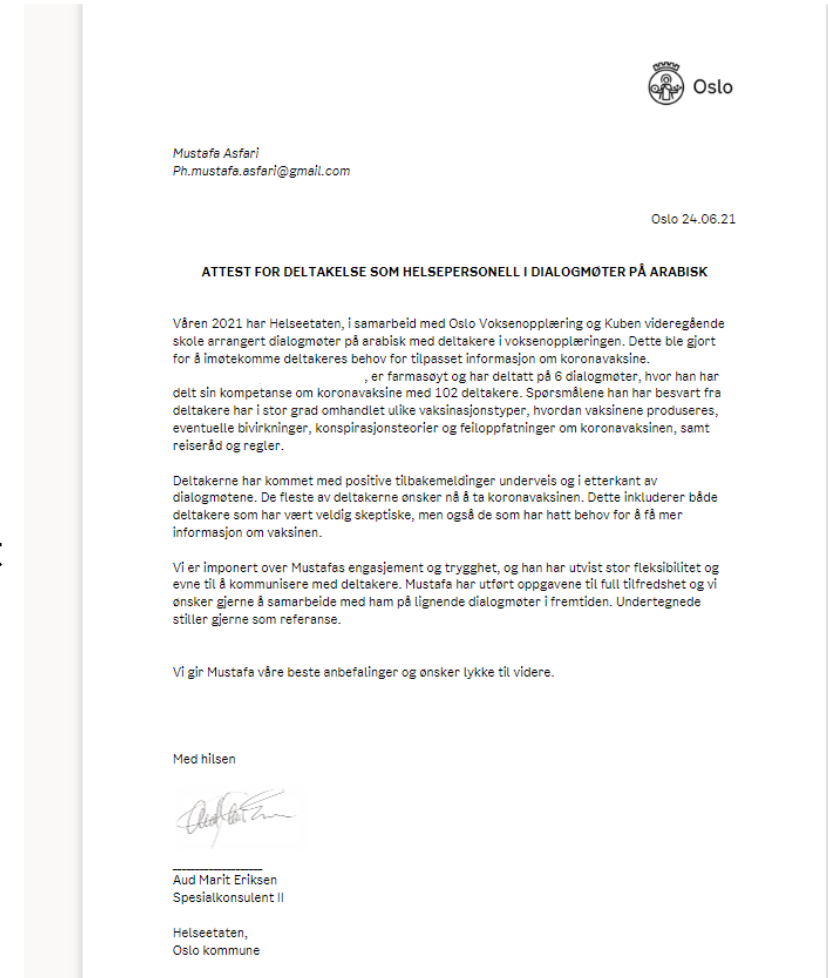 Oslo
Mustafa Asfari
Ph.mustafa.asfari@gmail.com
Oslo 24.06.21
ATTEST FOR DELTAKELSE SOM HELSEPERSONELL I DIALOGMØTER PÅ ARABISK
Våren 2021 har Helseetaten, i samarbeid med Oslo Voksenopplæring og Kuben videregående
skole arrangert dialogmøter på arabisk med deltakere i voksenopplæringen. Dette ble gjort
for å imøtekomme deltakeres behov for tilpasset informasjon om koronavaksine.
, er farmasøyt og har deltatt på 6 dialogmøter, hvor han har
delt sin kompetanse om koronavaksine med 102 deltakere. Spørsmålene han har besvart fra
deltakere har i stor grad omhandlet ulike vaksinasjonstyper, hvordan vaksinene produseres,
eventuelle bivirkninger, konspirasjonsteorier og feiloppfatninger om koronavaksinen, samt
reiseråd og regler.
Deltakerne har kommet med positive tilbakemeldinger underveis og i etterkant av
dialogmøtene. De fleste av deltakerne ønsker nå å ta koronavaksinen. Dette inkluderer både
deltakere som har vært veldig skeptiske, men også de som har hatt behov for å få mer
informasjon om vaksinen.
Vi er imponert over Mustafas engasjement og trygghet, og han har utvist stor fleksibilitet og
evne til å kommunisere med deltakere. Mustafa har utført oppgavene til full tilfredshet og vi
ønsker gjerne å samarbeide med ham på lignende dialogmøter i fremtiden. Undertegnede
stiller gjerne som referanse.
Vi gir Mustafa våre beste anbefalinger og ønsker lykke til videre.
Med hilsen
Aud Marit Eriksen
Spesialkonsulent II
Helseetaten,
Oslo kommune